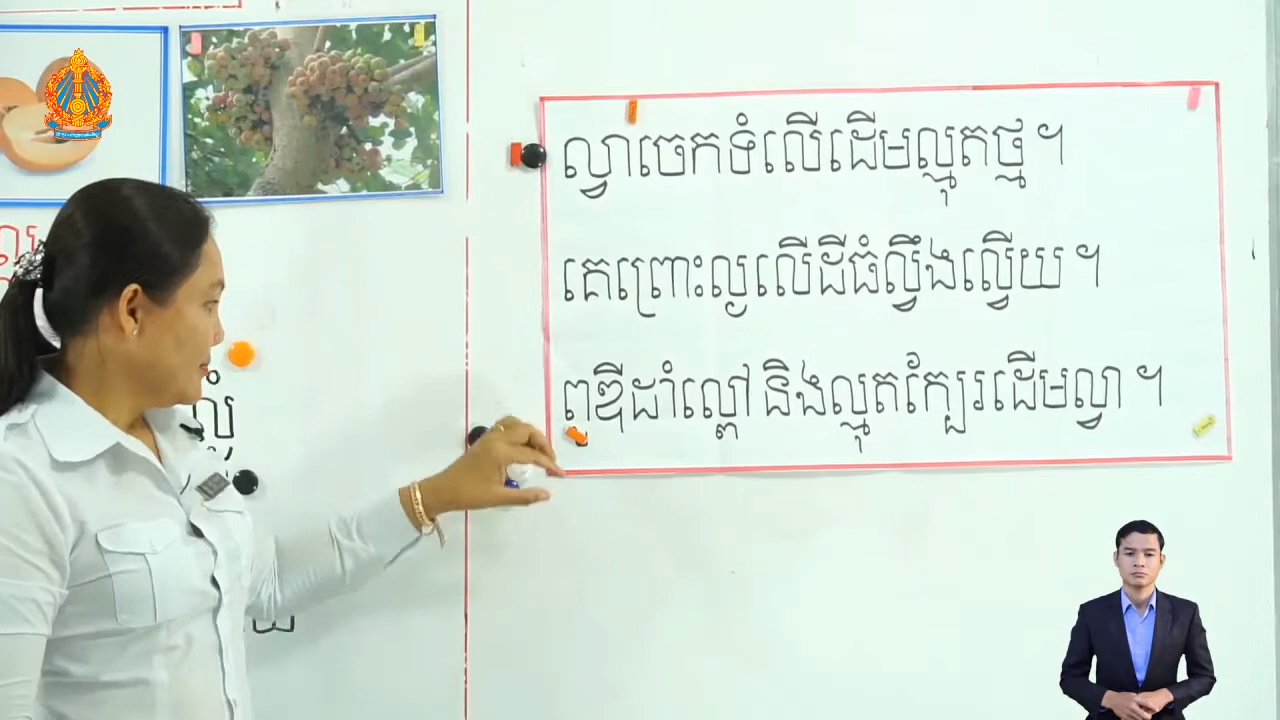 ល្វាចេកទំលើដើមល្មុតថ្ម។
គេព្រោះល្ងលើដីធំល្វឹងល្វើយ។
ពូឌីដាំល្ពៅ និងល្មុតក្បែរដើមល្វា។